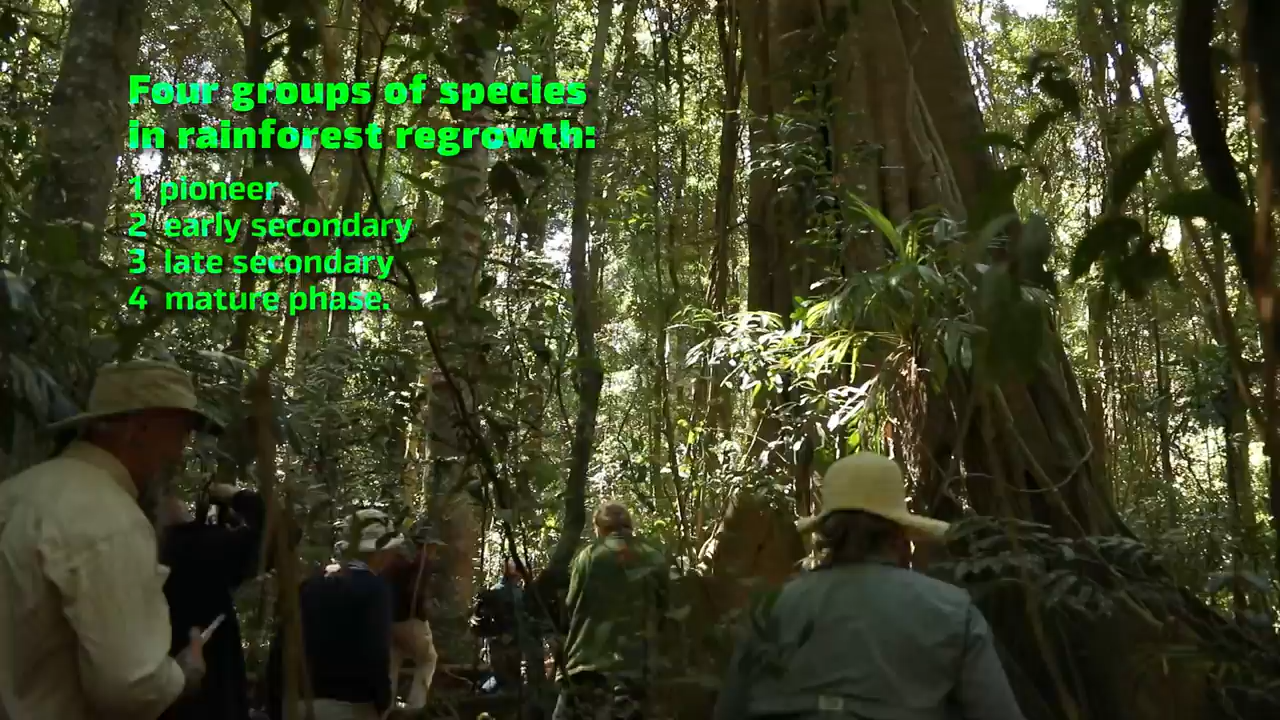 Four groups of species
in rainforest regrowth:
1 pioneer
2 early secondary
3 late secondary
4 mature phase.